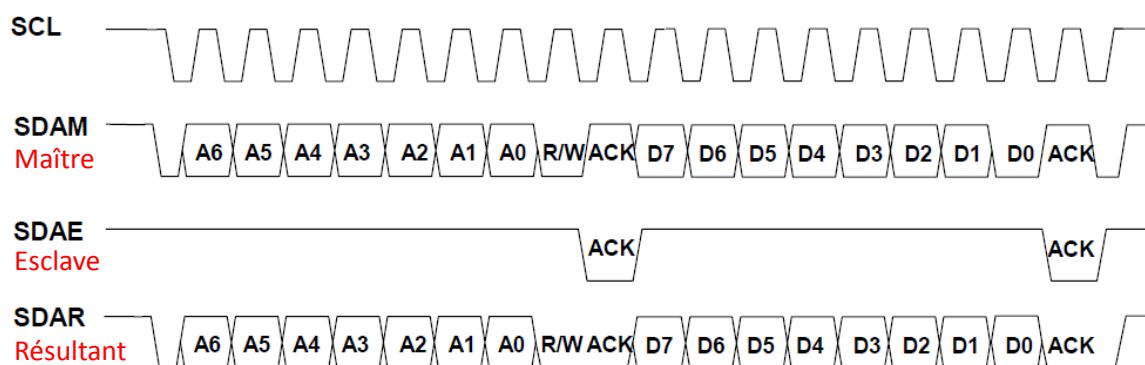 SCL
SDAM A6 A5 A4 A3 A2 A1 A0 R/W ACK D7 D6 D5 D4 D3 D2 D1 D0 ACK
Maître
SDAE ACK ACK
Esclave
SDAR A6 A5 A4 A3 A2 A1 A0 R/W ACK D7 D6 D5 D4 D3 D2 D1 D0 ACK
Résultant